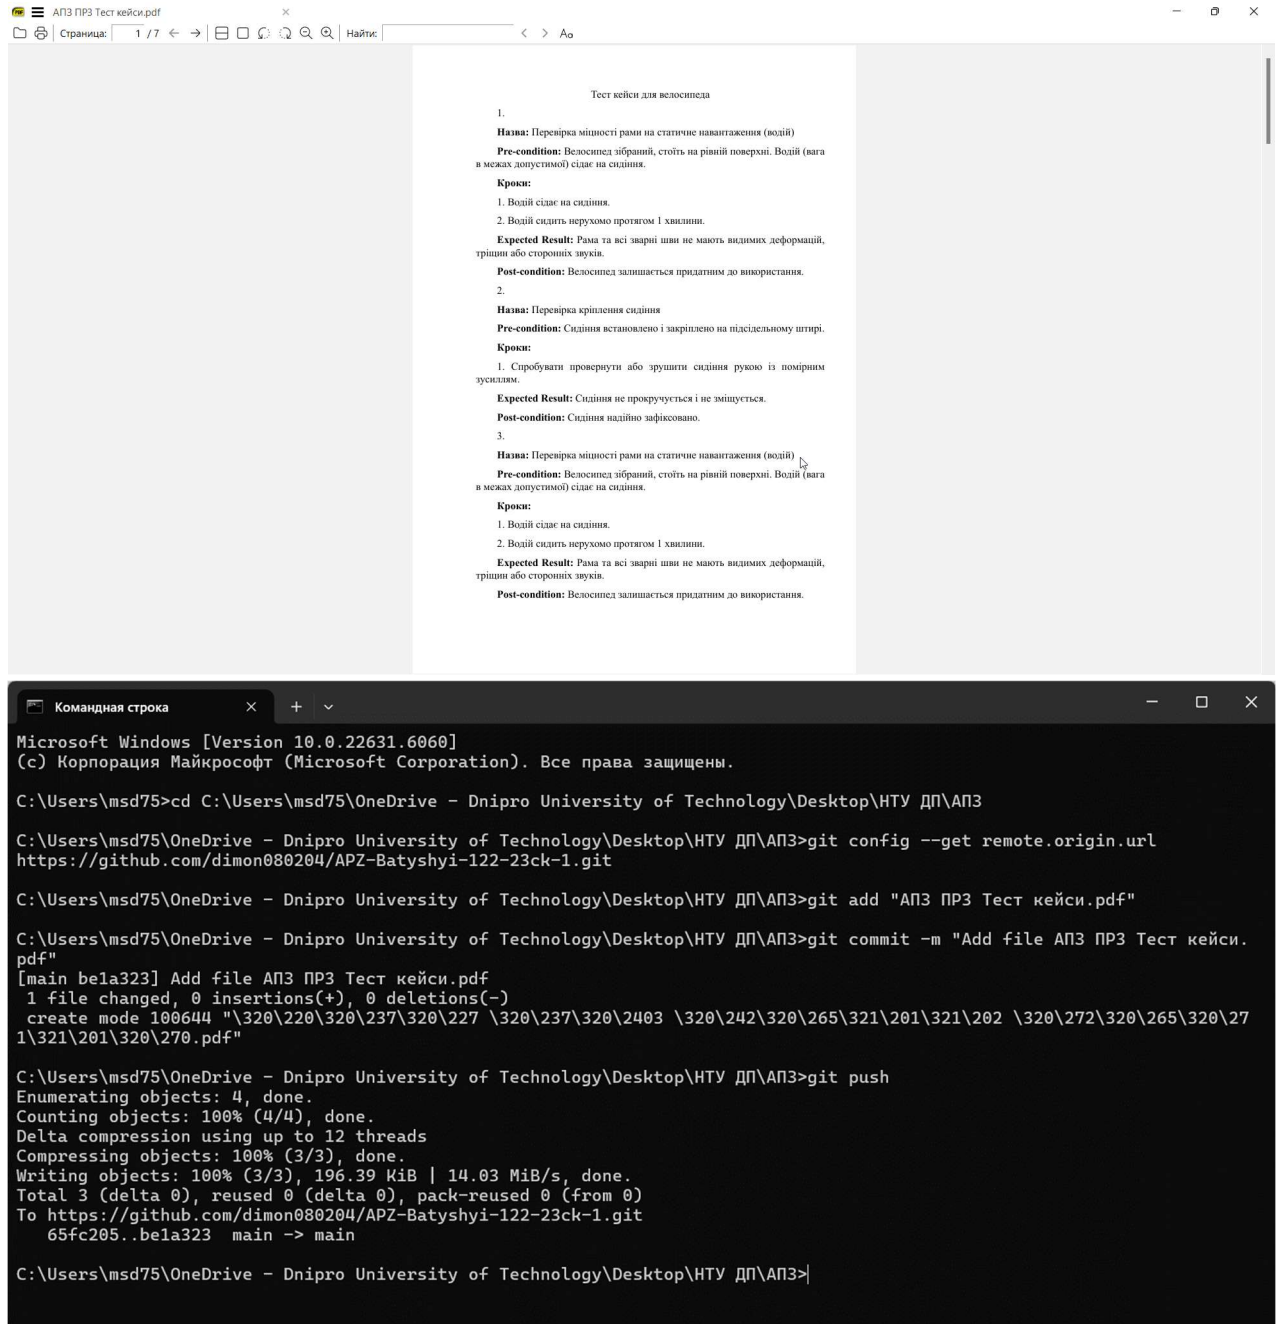 АПЗ ПРЗ Тест кейси.pdf
Страница: 1 / 7 Найти:
Тест кейси для велосипеда
1.
Назва: Перевірка міцності рами на статичне навантаження (водій)
Pre-condition: Велосипед зібраний, стоїть на рівній поверхні. Водій (вага
в межах допустимої) сідає на сидіння.
Кроки:
1. Водій сідає на сидіння.
2. Водій сидить нерухомо протягом 1 хвилини.
Expected Result: Рама та всі зварні шви не мають видимих деформацій,
тріщин або сторонніх звуків.
Post-condition: Велосипед залишається придатним до використання.
2.
Назва: Перевірка кріплення сидіння
Pre-condition: Сидіння встановлено і закріплено на підсідельному штирі.
Кроки:
1. Спробувати провернути або зрушити сидіння рукою із помірним
зусиллям.
Expected Result: Сидіння не прокручується і не зміщується.
Post-condition: Сидіння надійно зафіксовано.
3.
Назва: Перевірка міцності рами на статичне навантаження (водій)
Pre-condition: Велосипед зібраний, стоїть на рівній поверхні. Водій (вага
в межах допустимої) сідає на сидіння.
Кроки:
1. Водій сідає на сидіння.
2. Водій сидить нерухомо протягом 1 хвилини.
Expected Result: Рама та всі зварні шви не мають видимих деформацій,
тріщин або сторонніх звуків.
Post-condition: Велосипед залишається придатним до використання.
Командная строка
Microsoft Windows [Version 10.0.22631.6060]
(c) Корпорация Майкрософт (Microsoft Corporation). Все права защищены.
C:\Users\msd75>cd C:\Users\msd75\OneDrive - Dnipro University of Technology\Desktop\НТУ ДП\АПЗ
C:\Users\msd75\OneDrive - Dnipro University of Technology\Desktop\НТУ ДП\АПЗ>git config --get remote.origin.url
https://github.com/dimon080204/APZ-Batyshyi-122-23ck-1.git
C:\Users\msd75\OneDrive - Dnipro University of Technology\Desktop\НТУ ДП\АПЗ>git add "АПЗ ПР3 Тест кейси.pdf"
C:\Users\msd75\OneDrive - Dnipro University of Technology\Desktop\НТУ ДП\АПЗ>git commit -m "Add file АПЗ ПР3 Тест кейси.
pdf"
[main be1a323] Add file АПЗ ПР3 Тест кейси.pdf
1 file changed, 0 insertions(+), 0 deletions(-)
create mode 100644 "\320\220\320\237\320\227 \320\237\320\2403 \320\242\320\265\321\201\321\202 \320\272\320\265\320\27
1\321\201\320\270.pdf"
C:\Users\msd75\OneDrive - Dnipro University of Technology\Desktop\НТУ ДП\АПЗ>git push
Enumerating objects: 4, done.
Counting objects: 100% (4/4), done.
Delta compression using up to 12 threads
Compressing objects: 100% (3/3), done.
Writing objects: 100% (3/3), 196.39 KiB | 14.03 MiB/s, done.
Total 3 (delta 0), reused 0 (delta 0), pack-reused 0 (from 0)
To https://github.com/dimon080204/APZ-Batyshyi-122-23ck-1.git
65fc205..be1a323 main -> main
C:\Users\msd75\OneDrive - Dnipro University of Technology\Desktop\НТУ ДП\АПЗ>